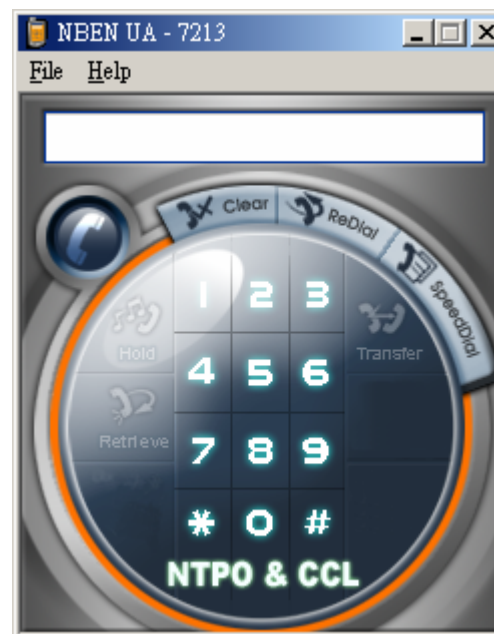 NBEN UA - 7213
File Help
Clear
ReDial
SpeedDial
1 2 3
Hold
Transfer
4 5 6
Retrieve
7 8 9
* 0 #
NTPO & CCL